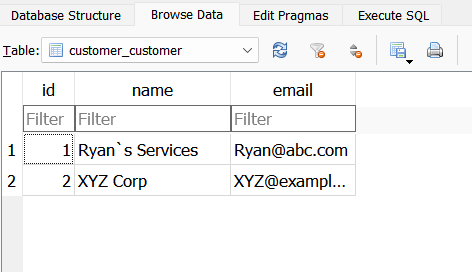 Database Structure Browse Data Edit Pragmas Execute SQL
Table: customer_customer
id name email
Filter Filter Filter
1 1 Ryan`s Services Ryan@abc.com
2 2 XYZ Corp XYZ@exampl...